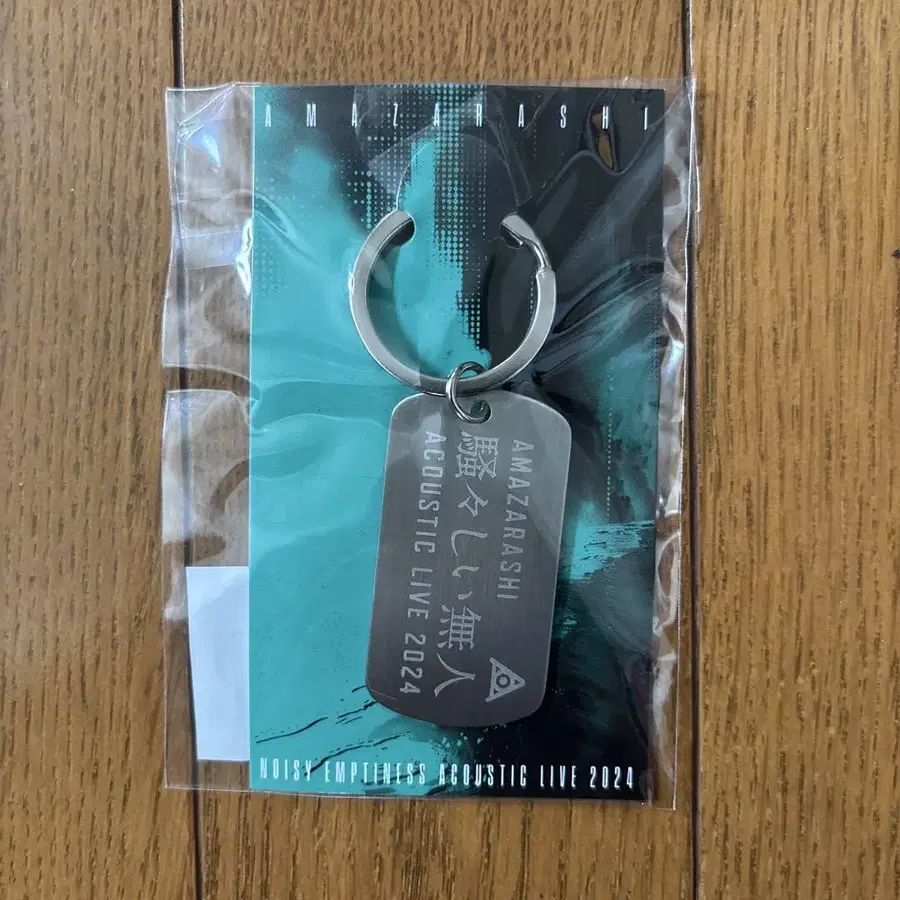 AMAZARASHI
AMAZARASHI
騒々しい無人
ACOUSTIC LIVE 2024
NOISY EMPTINESS ACOUSTIC LIVE 2024